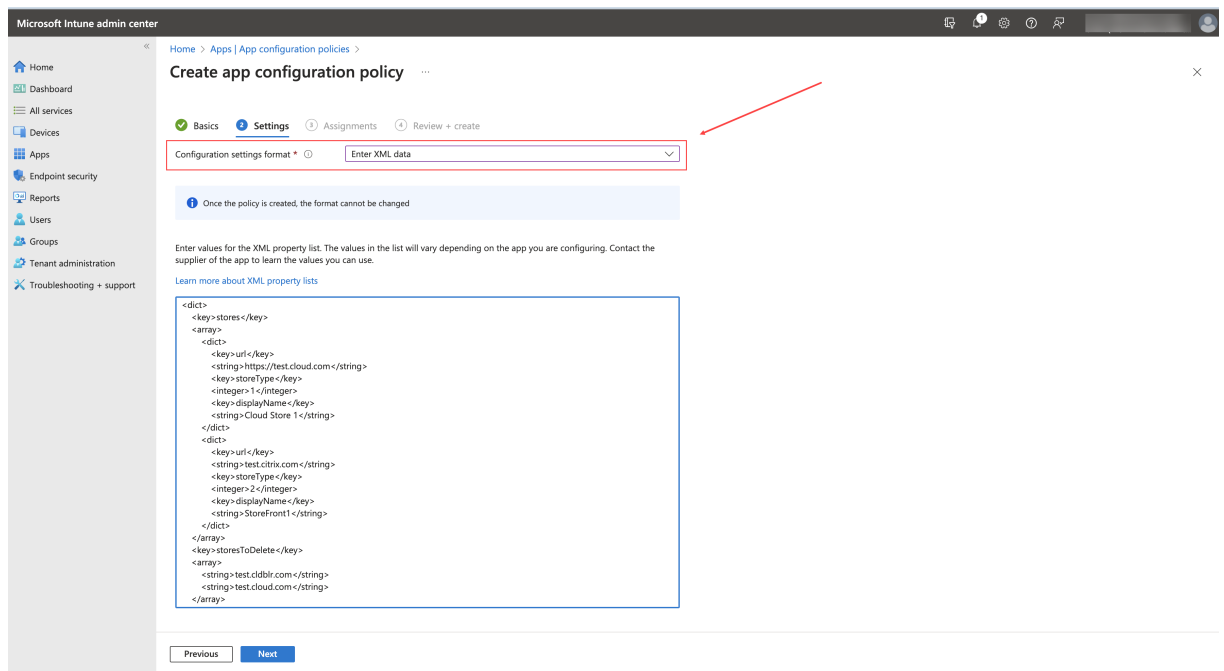 Microsoft Intune admin center
1
«
Home
Dashboard
All services
Devices
Apps
Endpoint security
Reports
Users
Groups
Tenant administration
Troubleshooting + support
Home > Apps | App configuration policies >
Create app configuration policy ...
Basics 2 Settings 3 Assignments 4 Review + create
Configuration settings format * Enter XML data
Once the policy is created, the format cannot be changed
Enter values for the XML property list. The values in the list will vary depending on the app you are configuring. Contact the
supplier of the app to learn the values you can use.
Learn more about XML property lists
<dict>
<key>stores</key>
<array>
<dict>
<key>url</key>
<string>https://test.cloud.com</string>
<key>storeType</key>
<integer>1</integer>
<key>displayName</key>
<string>Cloud Store 1</string>
</dict>
<dict>
<key>url</key>
<string>test.citrix.com</string>
<key>storeType</key>
<integer>2</integer>
<key>displayName</key>
<string>StoreFront1</string>
</dict>
</array>
<key>storesToDelete</key>
<array>
<string>test.cldblr.com</string>
<string>test.cloud.com</string>
</array>
Previous Next